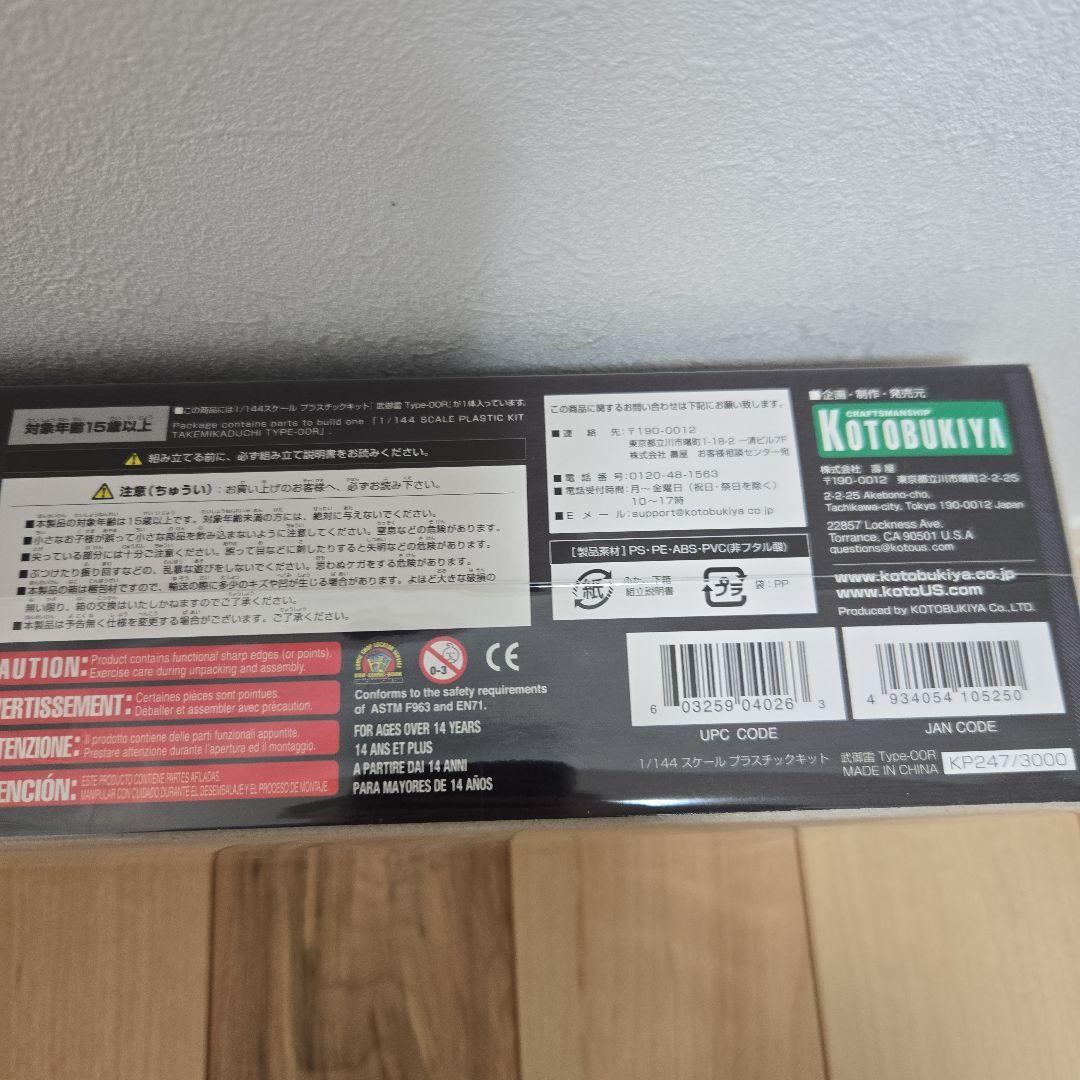 対象年齢15歳以上
■この商品には1/144スケール プラスチックキット「武御雷 Type-00R」が1体入っています。
Package contains parts to build one「1/144 SCALE PLASTIC KIT
TAKEMIKADUCHI TYPE-00R」.
組み立てる前に、必ず組み立て説明書をお読みください。
注意(ちゅうい):お買い上げのお客様へ、必ずお読み下さい。
■本製品の対象年齢は15歳以上です。対象年齢未満の方には、絶対に与えないでください。
■小さなお子様が誤って小さな部品を飲み込まないように注意してください。窒息などの危険があります。
■尖っている部分には十分ご注意ください。誤って目などに刺したりすると失明などの危険があります。
■ぶつけたり振り回すなどの、乱暴な遊びをしないでください。思わぬケガをする危険があります。
■本製品の箱は梱包材ですので、輸送の際に多少のキズや凹が生じる場合があります。よほど大きな破損の
無い限り、箱の交換はいたしかねますのでご了承ください。
■本製品は予告無く仕様を変更する場合がございます。ご了承ください。
AUTION: Product contains functional sharp edges (or points).
Exercise care during unpacking and assembly.
ERTISSEMENT: Certaines pièces sont pointues.
Déballer et assembler avec précaution.
TENZIONE: Il prodotto contiene delle parti funzionali appuntite.
Prestare attenzione durante l'apertura ed il montaggio.
ENCIÓN: ESTE PRODUCTO CONTIENE PARTES AFILADAS.
MANIPULAR CON CUIDADO DURANTE EL DESEMBALAJE Y EL PROCESO DE MONTAJE.
0-3
CE
Conforms to the safety requirements
of ASTM F963 and EN71.
FOR AGES OVER 14 YEARS
14 ANS ET PLUS
A PARTIRE DAI 14 ANNI
PARA MAYORES DE 14 AÑOS
この商品に関するお問い合わせは下記にお願い致します。
■連絡先:〒190-0012
東京都立川市曙町1-18-2 一清ビル7F
株式会社 壽屋 お客様相談センター宛
■電話番号:0120-48-1563
■電話受付時間:月〜金曜日(祝日・祭日を除く)
10〜17時
■Eメール:support@kotobukiya.co.jp
[製品素材] PS・PE・ABS・PVC(非フタル酸)
紙
ふた、下箱
組立説明書
プラ
袋:PP
■企画・制作・発売元
CRAFTSMANSHIP
KOTOBUKIYA
株式会社 壽屋
〒190-0012 東京都立川市曙町2-2-25
2-2-25 Akebono-cho,
Tachikawa-city, Tokyo 190-0012 Japan
22857 Lockness Ave.
Torrance, CA 90501 U.S.A
questions@kotous.com
www.kotobukiya.co.jp
www.kotoUS.com
Produced by KOTOBUKIYA Co., LTD.
6 03259 04026 3
UPC CODE
4 934054 105250
JAN CODE
1/144 スケール プラスチックキット 武御雷 Type-00R
MADE IN CHINA
KP247/3000